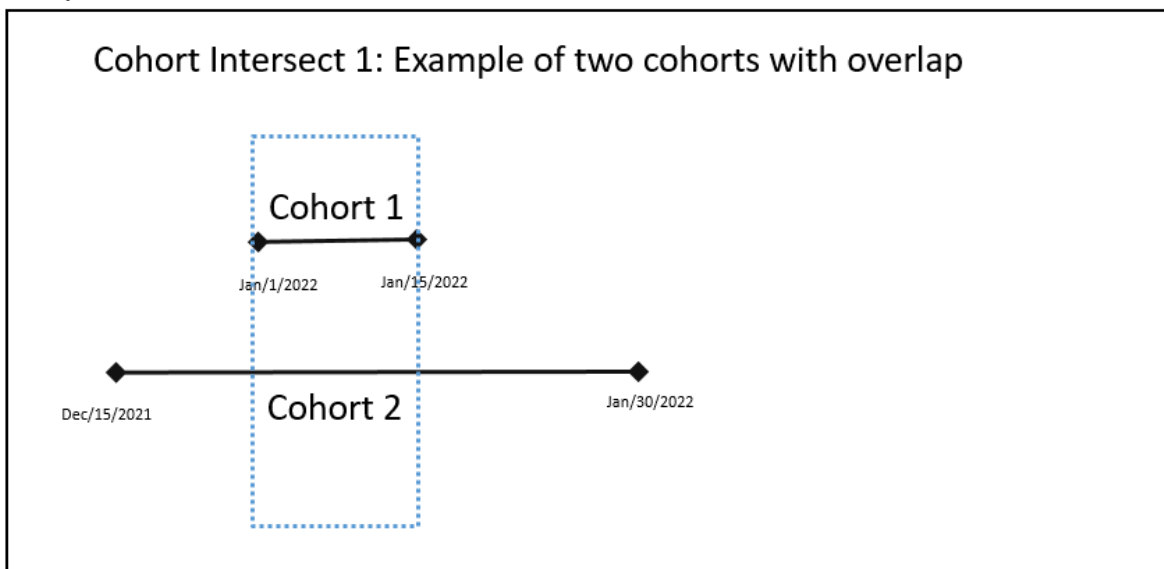 Cohort Intersect 1: Example of two cohorts with overlap
Cohort 1
Jan/1/2022
Jan/15/2022
Dec/15/2021
Cohort 2
Jan/30/2022